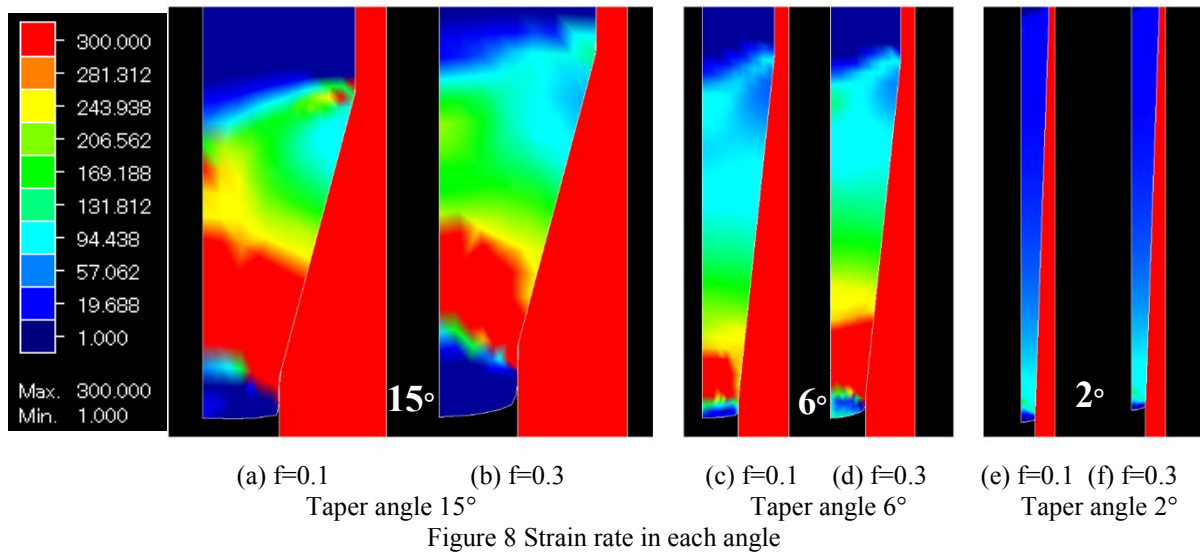 300.000
281.312
243.938
206.562
169.188
131.812
94.438
57.062
19.688
1.000
Max. 300.000
Min. 1.000
15°
6°
2°
(a) f=0.1 (b) f=0.3 (c) f=0.1 (d) f=0.3 (e) f=0.1 (f) f=0.3
Taper angle 15° Taper angle 6° Taper angle 2°
Figure 8 Strain rate in each angle